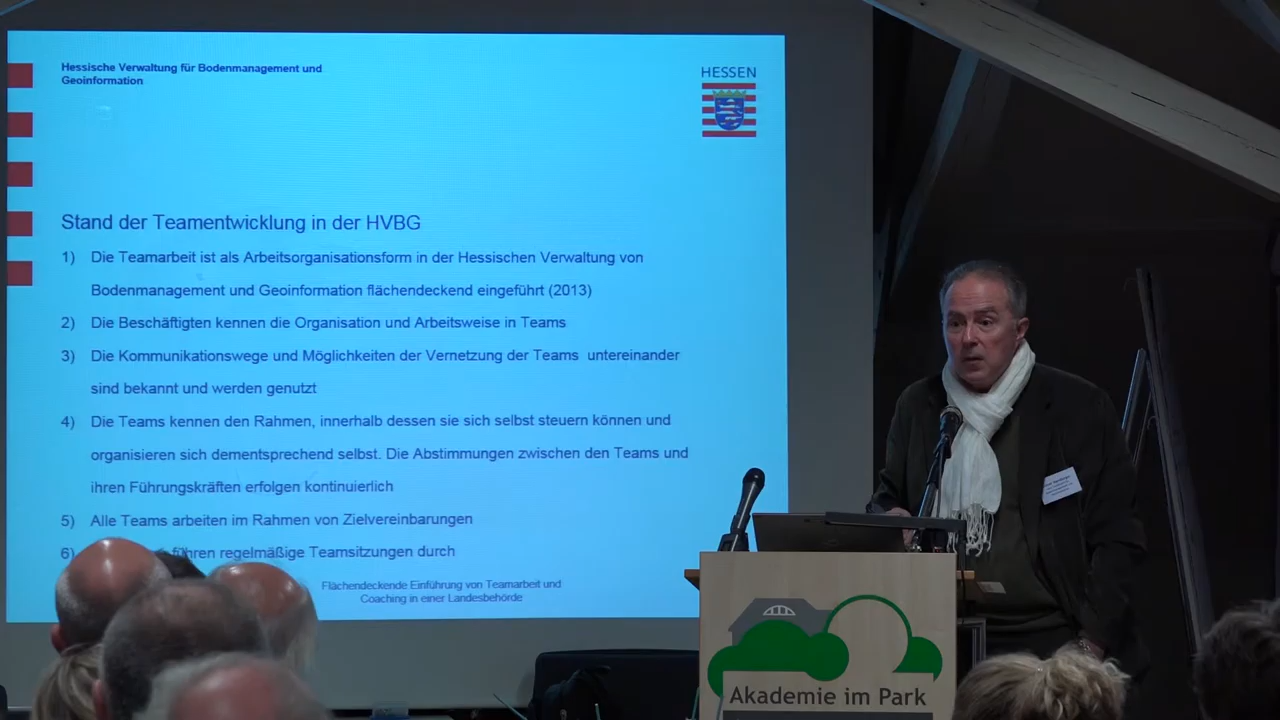 Hessische Verwaltung für Bodenmanagement und
Geoinformation
HESSEN
Stand der Teamentwicklung in der HVBG
1) Die Teamarbeit ist als Arbeitsorganisationsform in der Hessischen Verwaltung von
Bodenmanagement und Geoinformation flächendeckend eingeführt (2013)
2) Die Beschäftigten kennen die Organisation und Arbeitsweise in Teams
3) Die Kommunikationswege und Möglichkeiten der Vernetzung der Teams untereinander
sind bekannt und werden genutzt
4) Die Teams kennen den Rahmen, innerhalb dessen sie sich selbst steuern können und
organisieren sich dementsprechend selbst. Die Abstimmungen zwischen den Teams und
ihren Führungskräften erfolgen kontinuierlich
5) Alle Teams arbeiten im Rahmen von Zielvereinbarungen
6) führen regelmäßige Teamsitzungen durch
Flächendeckende Einführung von Teamarbeit und
Coaching in einer Landesbehörde
Akademie im Park